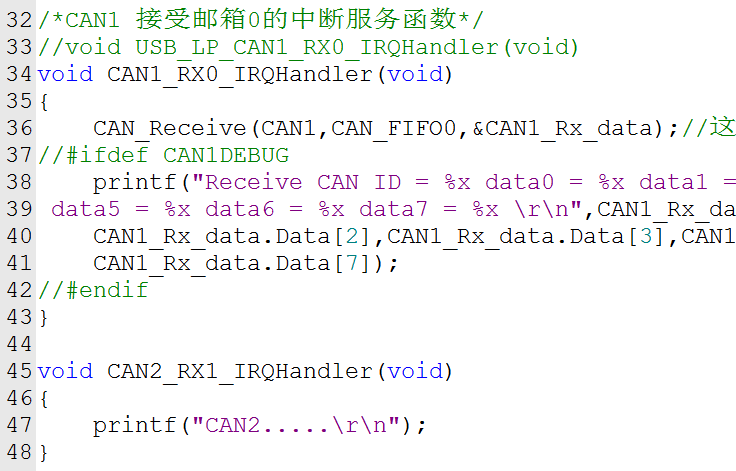 32 /*CAN1 接受邮箱0的中断服务函数*/
33 //void USB_LP_CAN1_RX0_IRQHandler(void)
34 void CAN1_RX0_IRQHandler(void)
35 {
36     CAN_Receive(CAN1,CAN_FIFO0,&CAN1_Rx_data);//这
37 //#ifdef CAN1DEBUG
38     printf("Receive CAN ID = %x data0 = %x data1 =
39  data5 = %x data6 = %x data7 = %x \r\n",CAN1_Rx_da
40     CAN1_Rx_data.Data[2],CAN1_Rx_data.Data[3],CAN1
41     CAN1_Rx_data.Data[7]);
42 //#endif
43 }
44
45 void CAN2_RX1_IRQHandler(void)
46 {
47     printf("CAN2.....\r\n");
48 }